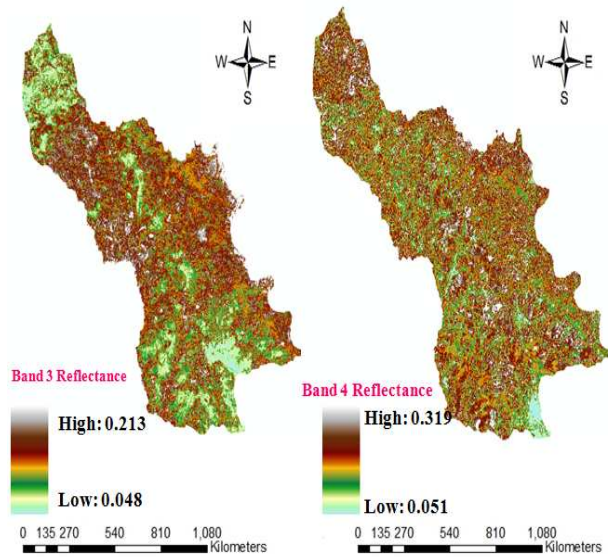 N
W E
S
N
W E
S
Band 3 Reflectance
High: 0.213
Low: 0.048
0 135 270 540 810 1,080
Kilometers
Band 4 Reflectance
High: 0.319
Low: 0.051
0 135 270 540 810 1,080
Kilometers